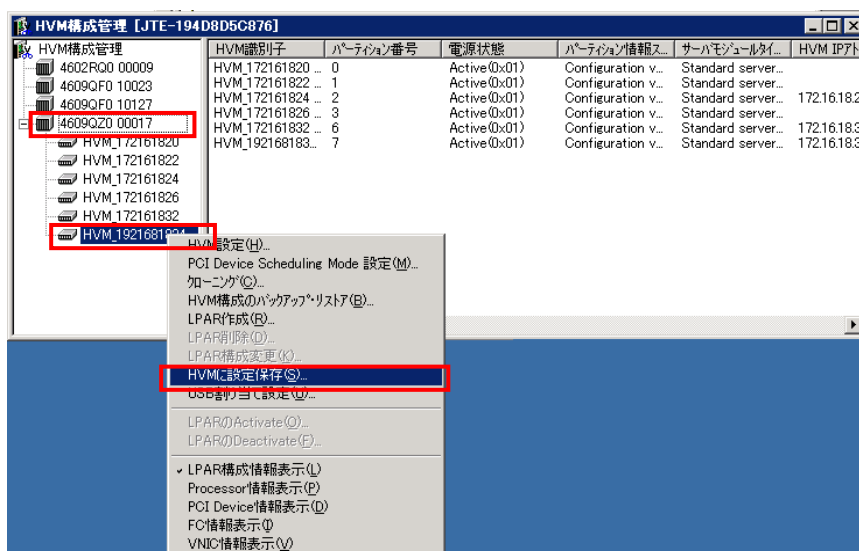 HVM構成管理 [JTE-194D8D5C876]
HVM構成管理
4602RQ0 00009
4609QF0 10023
4609QF0 10127
4609QZ0 00017
HVM_172161820
HVM_172161822
HVM_172161824
HVM_172161826
HVM_172161832
HVM_1921681834
HVM識別子 パーティション番号 電源状態 パーティション情報ス... サーバモジュールタイ... HVM IPアド
HVM_172161820 ... 0 Active(0x01) Configuration v... Standard server...
HVM_172161822 ... 1 Active(0x01) Configuration v... Standard server...
HVM_172161824 ... 2 Active(0x01) Configuration v... Standard server... 172.16.18.2
HVM_172161826 ... 3 Active(0x01) Configuration v... Standard server...
HVM_172161832 ... 6 Active(0x01) Configuration v... Standard server... 172.16.18.3
HVM_192168183... 7 Active(0x01) Configuration v... Standard server... 172.16.18.3
HVM設定(H)...
PCI Device Scheduling Mode 設定(M)...
クローニング(C)...
HVM構成のバックアップ・リストア(B)...
LPAR作成(R)...
LPAR削除(D)...
LPAR構成変更(K)...
HVMに設定保存(S)...
USB割り当て設定(U)...
LPARのActivate(O)...
LPARのDeactivate(F)...
LPAR構成情報表示(L)
Processor情報表示(P)
PCI Device情報表示(D)
FC情報表示(I)
VNIC情報表示(V)